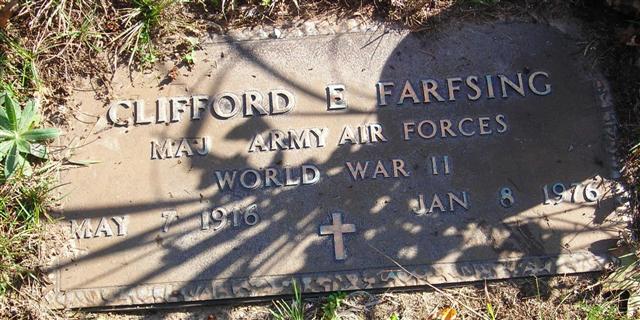 CLIFFORD E FARFSING
MAJ ARMY AIR FORCES
WORLD WAR II
MAY 7 1916 JAN 8 1976